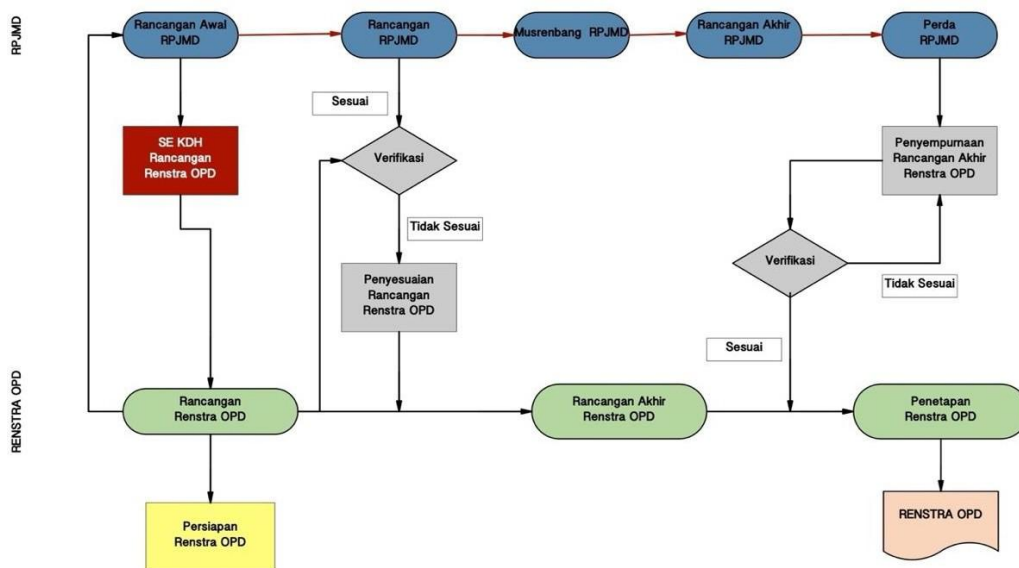 RPJMD
Rancangan Awal
RPJMD
Rancangan
RPJMD
Musrenbang RPJMD
Rancangan Akhir
RPJMD
Perda
RPJMD
Sesuai
SE KDH
Rancangan
Renstra OPD
Verifikasi
Penyempurnaan
Rancangan Akhir
Renstra OPD
Tidak Sesuai
Verifikasi
Tidak Sesuai
Penyesuaian
Rancangan
Renstra OPD
Sesuai
RENSTRA OPD
Rancangan
Renstra OPD
Rancangan Akhir
Renstra OPD
Penetapan
Renstra OPD
Persiapan
Renstra OPD
RENSTRA OPD